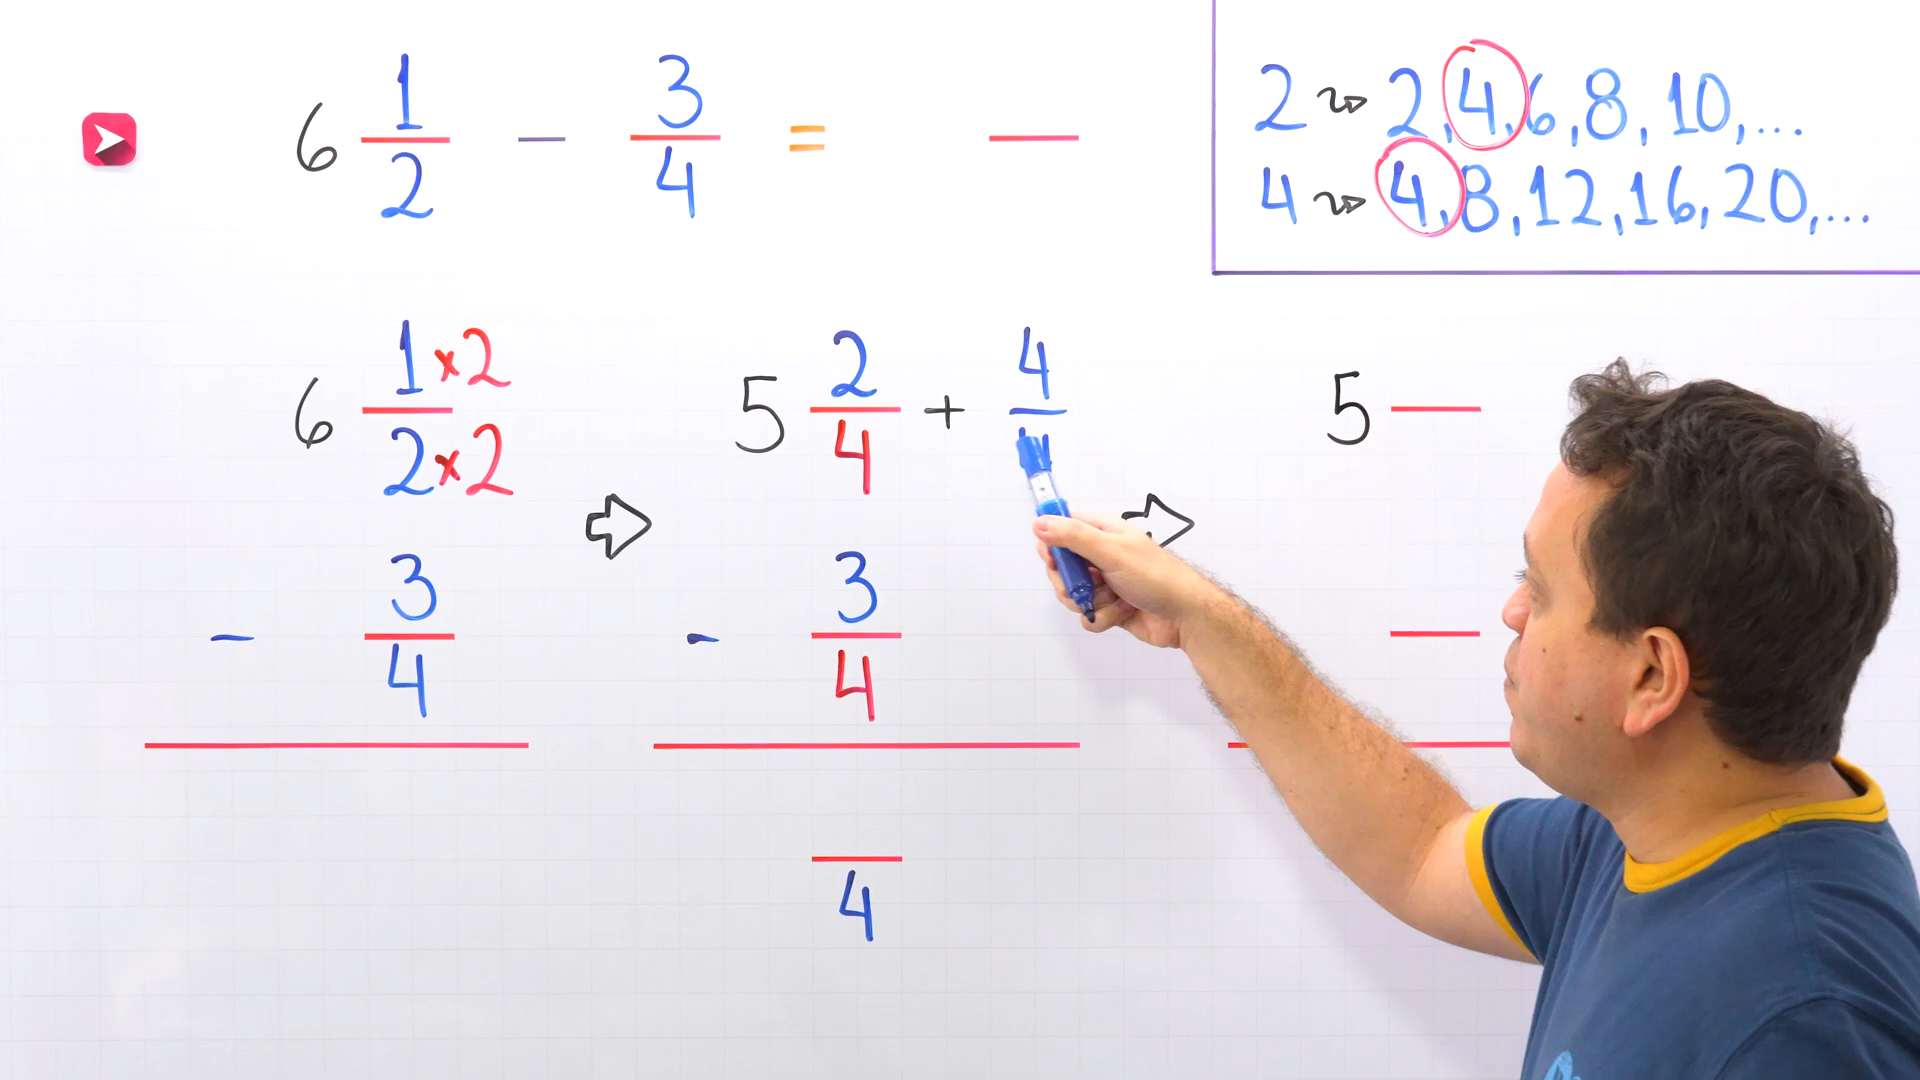 6 1/2 − 3/4 =
2 → 2, 4, 6, 8, 10, ...
4 → 4, 8, 12, 16, 20, ...
6 1×2/2×2
− 3/4
5 2/4 + 4/4
− 3/4
/4
5